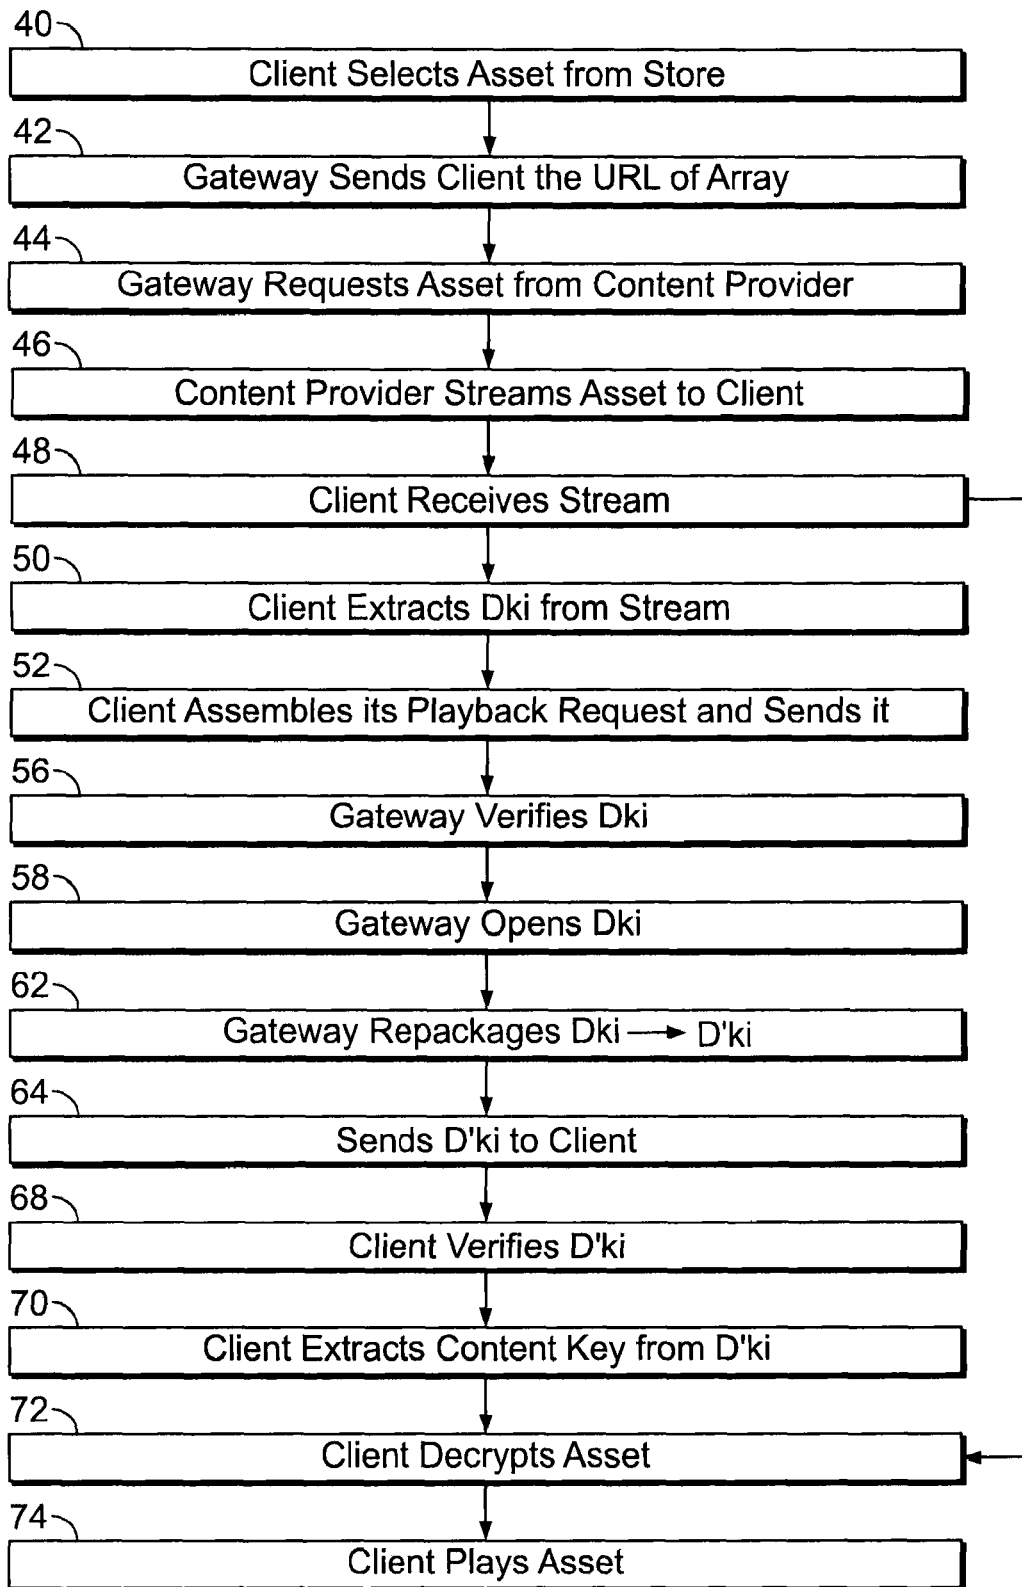 40
Client Selects Asset from Store
42
Gateway Sends Client the URL of Array
44
Gateway Requests Asset from Content Provider
46
Content Provider Streams Asset to Client
48
Client Receives Stream
50
Client Extracts Dki from Stream
52
Client Assembles its Playback Request and Sends it
56
Gateway Verifies Dki
58
Gateway Opens Dki
62
Gateway Repackages Dki → D'ki
64
Sends D'ki to Client
68
Client Verifies D'ki
70
Client Extracts Content Key from D'ki
72
Client Decrypts Asset
74
Client Plays Asset